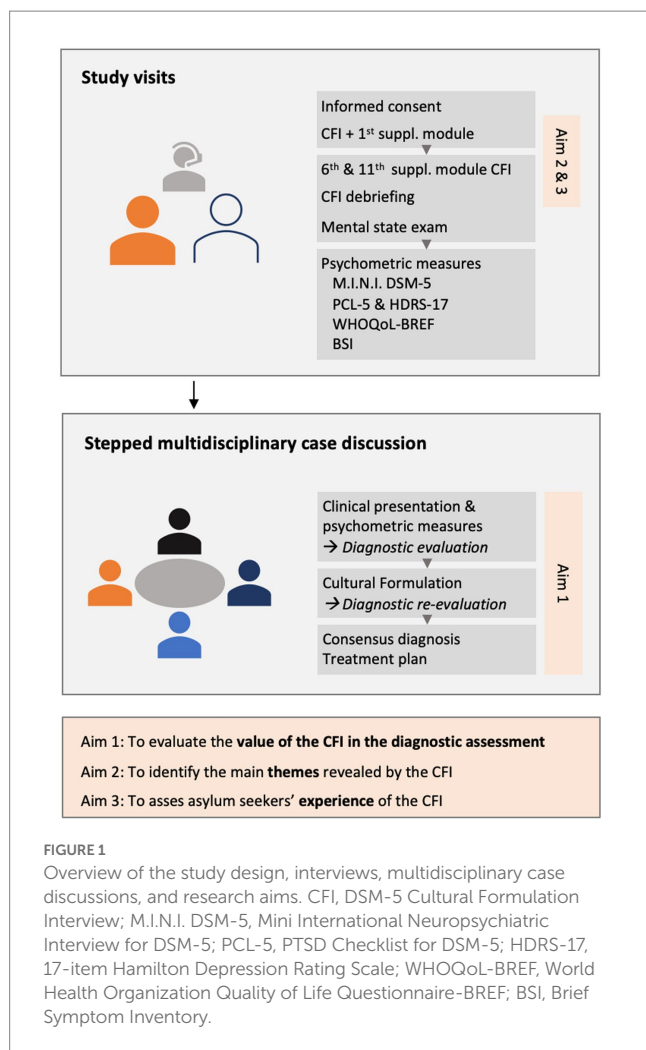 Study visits
Informed consent
CFI + 1st suppl. module
6th & 11th suppl. module CFI
CFI debriefing
Mental state exam
Psychometric measures
M.I.N.I. DSM-5
PCL-5 & HDRS-17
WHOQoL-BREF
BSI
Aim 2 & 3
Stepped multidisciplinary case discussion
Clinical presentation &
psychometric measures
→ Diagnostic evaluation
Cultural Formulation
→ Diagnostic re-evaluation
Consensus diagnosis
Treatment plan
Aim 1
Aim 1: To evaluate the value of the CFI in the diagnostic assessment
Aim 2: To identify the main themes revealed by the CFI
Aim 3: To asses asylum seekers’ experience of the CFI
FIGURE 1
Overview of the study design, interviews, multidisciplinary case
discussions, and research aims. CFI, DSM-5 Cultural Formulation
Interview; M.I.N.I. DSM-5, Mini International Neuropsychiatric
Interview for DSM-5; PCL-5, PTSD Checklist for DSM-5; HDRS-17,
17-item Hamilton Depression Rating Scale; WHOQoL-BREF, World
Health Organization Quality of Life Questionnaire-BREF; BSI, Brief
Symptom Inventory.